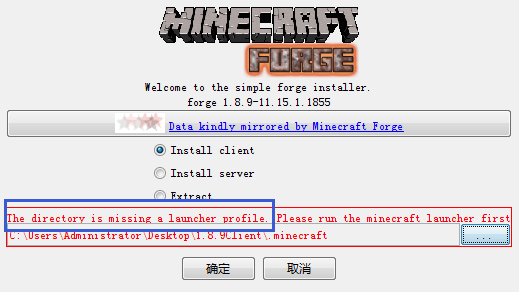 MINECRAFT
FORGE
Welcome to the simple forge installer.
forge 1.8.9-11.15.1.1855
Data kindly mirrored by Minecraft Forge
Install client
Install server
Extract
The directory is missing a launcher profile. Please run the minecraft launcher first
C:\Users\Administrator\Desktop\1.8.9Client\.minecraft
...
确定 取消